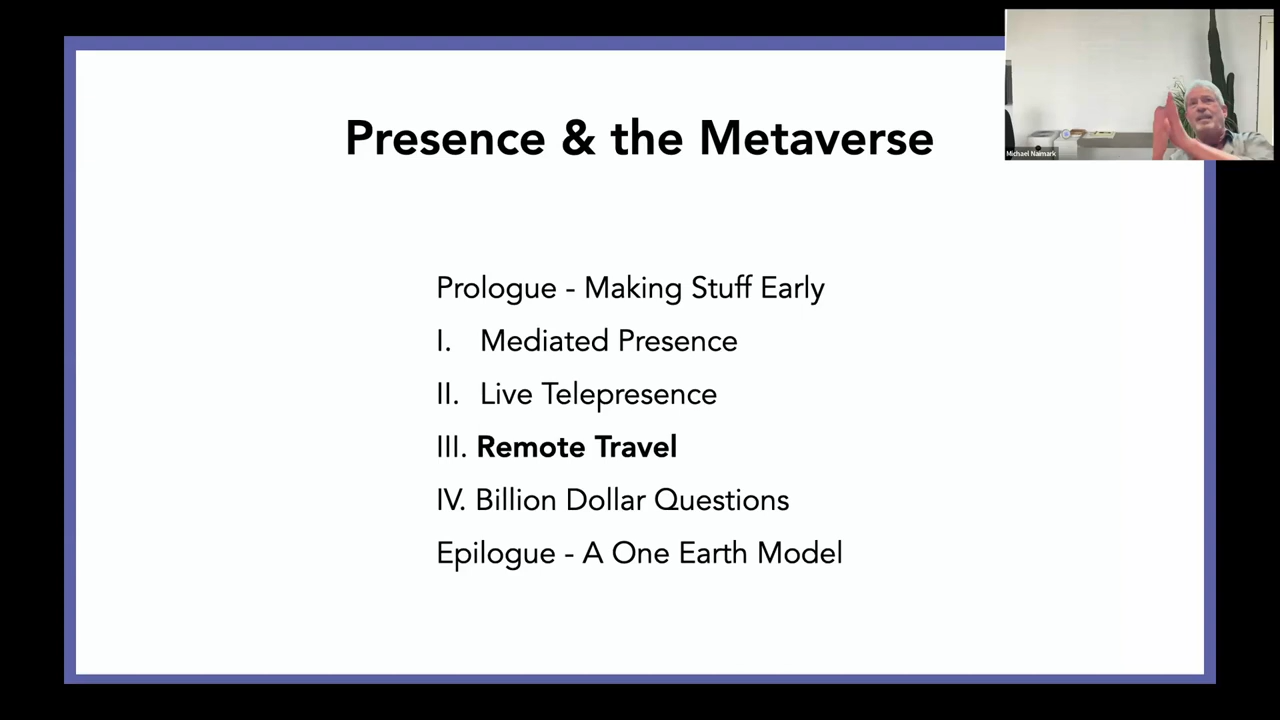 Presence & the Metaverse
Michael Naimark
Prologue - Making Stuff Early
I. Mediated Presence
II. Live Telepresence
III. Remote Travel
IV. Billion Dollar Questions
Epilogue - A One Earth Model